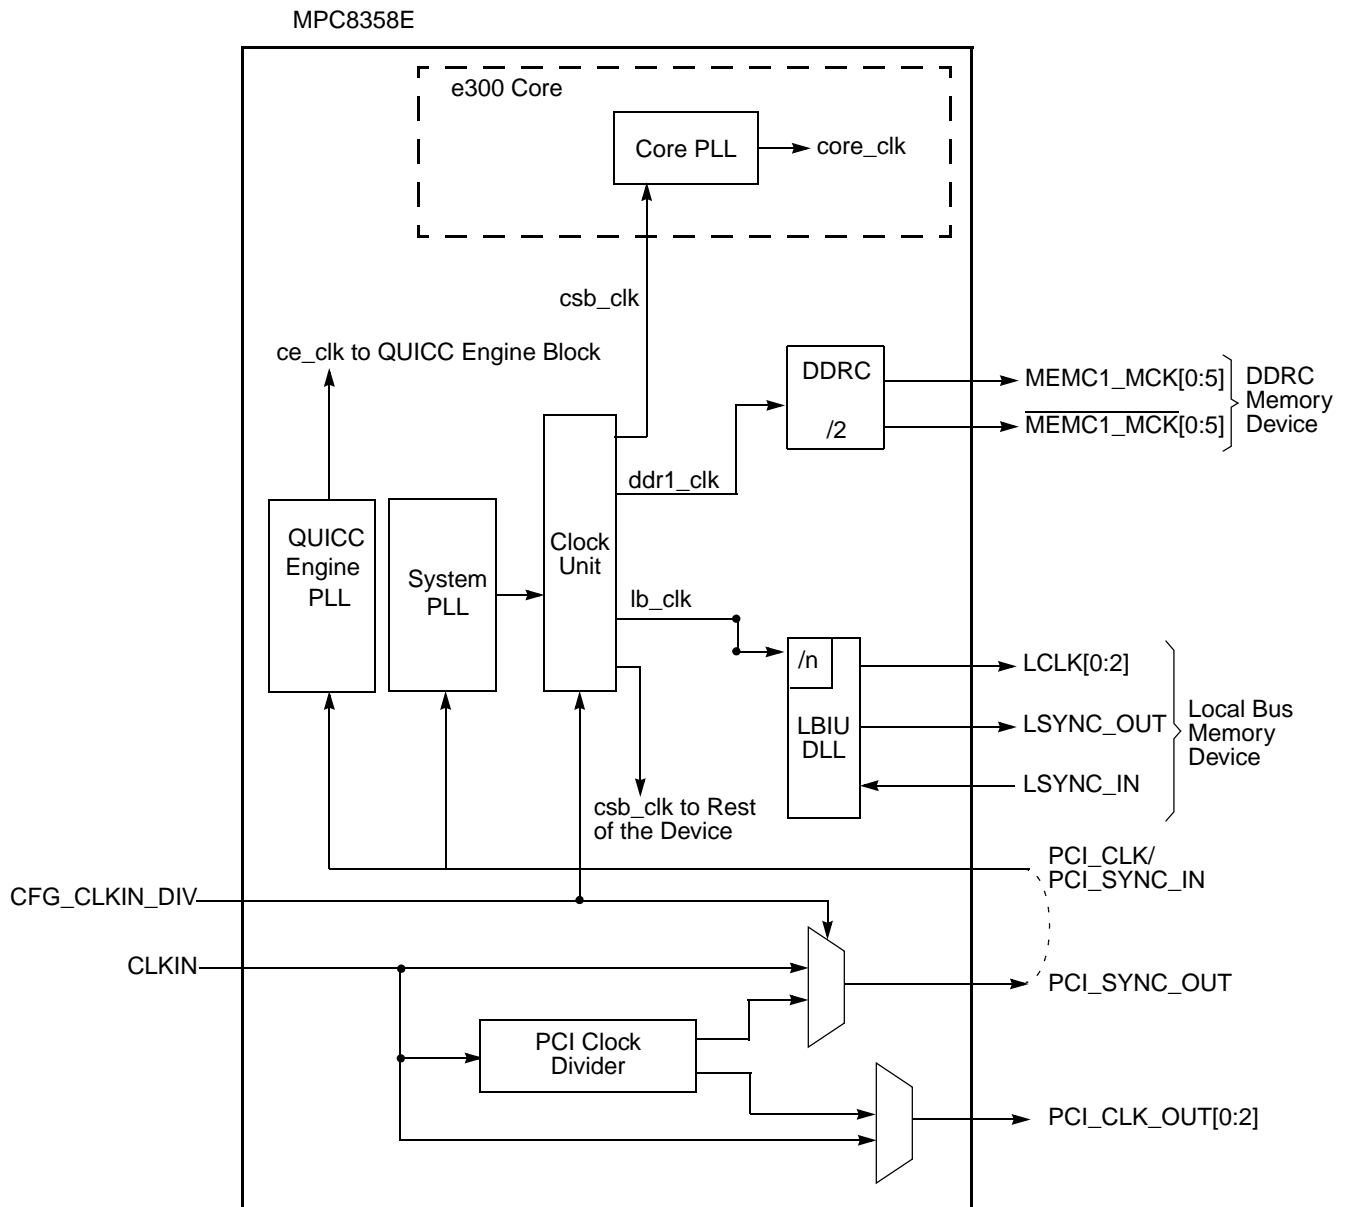 MPC8358E
e300 Core
Core PLL
core_clk
csb_clk
ce_clk to QUICC Engine Block
DDRC
/2
MEMC1_MCK[0:5]
MEMC1_MCK[0:5]
DDRC
Memory
Device
ddr1_clk
QUICC
Engine
PLL
System
PLL
Clock
Unit
lb_clk
/n
LBIU
DLL
LCLK[0:2]
LSYNC_OUT
LSYNC_IN
Local Bus
Memory
Device
csb_clk to Rest
of the Device
PCI_CLK/
PCI_SYNC_IN
CFG_CLKIN_DIV
CLKIN
PCI_SYNC_OUT
PCI Clock
Divider
PCI_CLK_OUT[0:2]